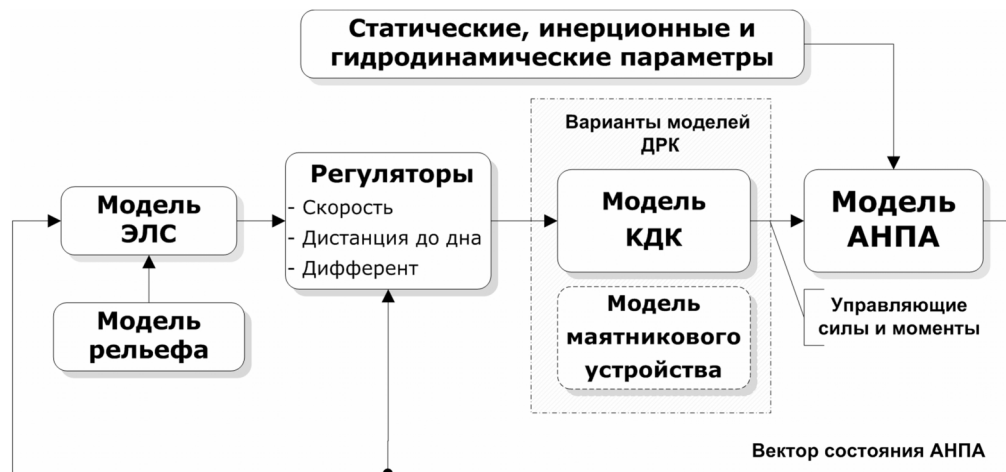 Статические, инерционные и
гидродинамические параметры
Варианты моделей
ДРК
Регуляторы
- Скорость
- Дистанция до дна
- Дифферент
Модель
ЭЛС
Модель
КДК
Модель
АНПА
Модель
рельефа
Модель
маятникового
устройства
Управляющие
силы и моменты
Вектор состояния АНПА